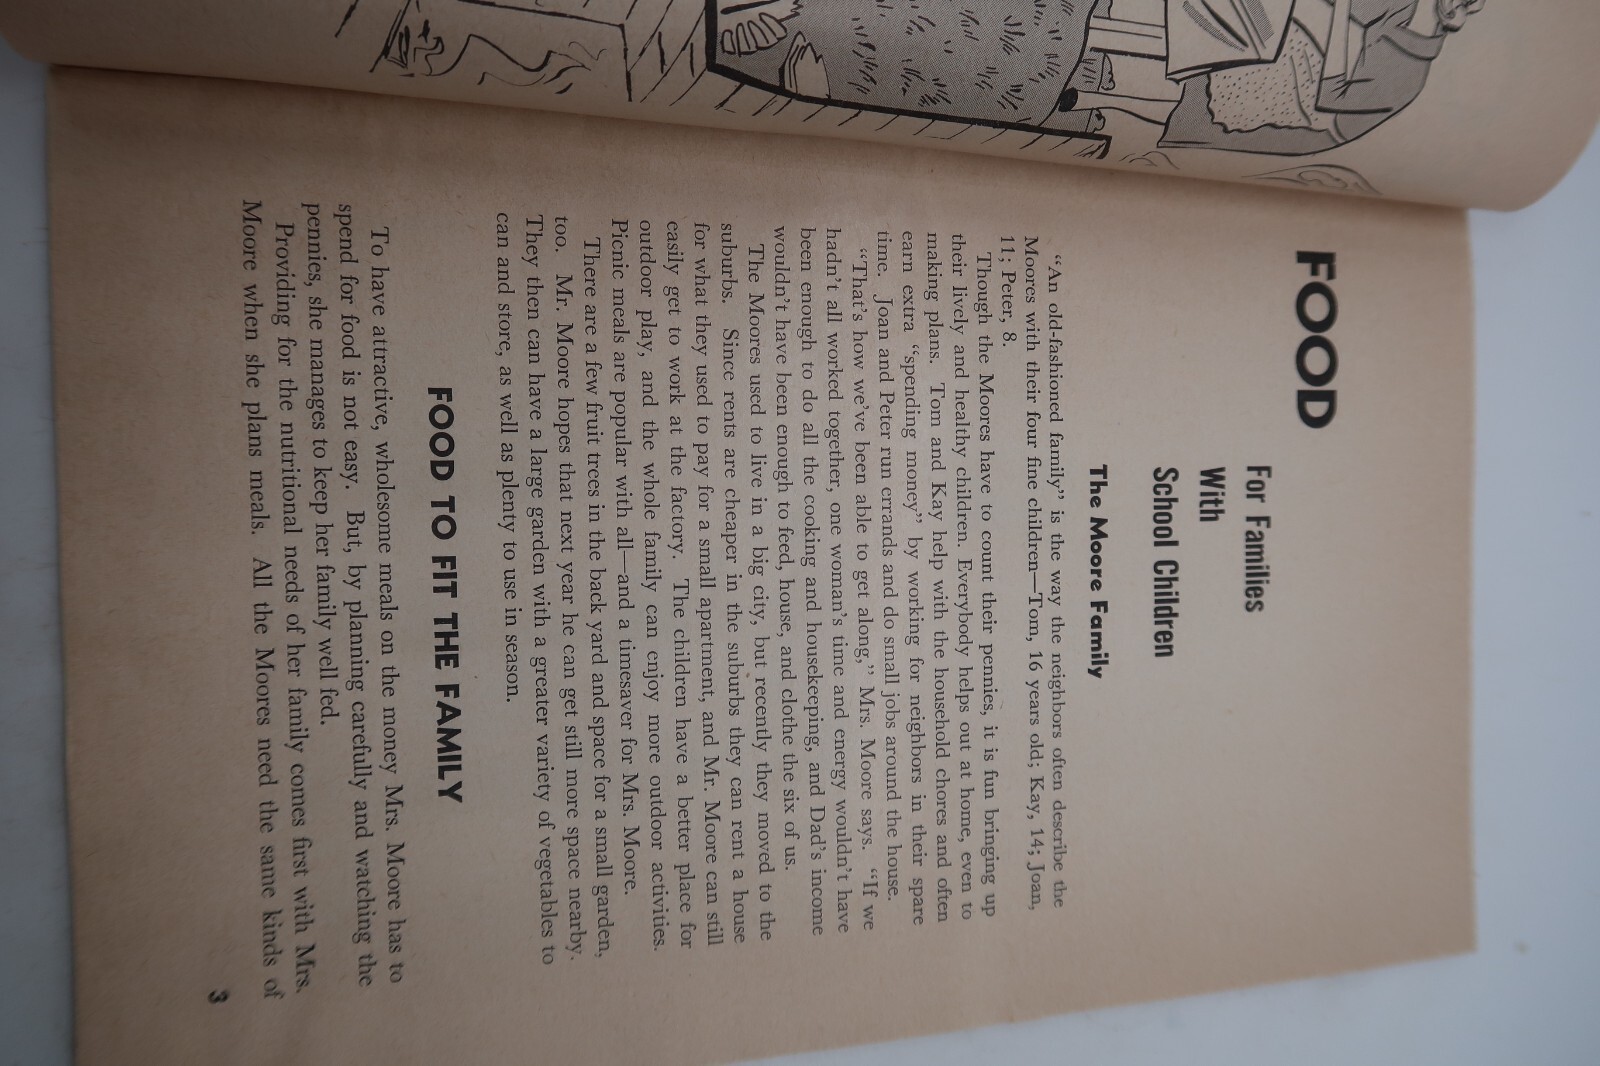 FOOD
For Families
With
School Children
The Moore Family
“An old-fashioned family” is the way the neighbors often describe the
Moores with their four fine children—Tom, 16 years old; Kay, 14; Joan,
11; Peter, 8.
Though the Moores have to count their pennies, it is fun bringing up
their lively and healthy children. Everybody helps out at home, even to
making plans. Tom and Kay help with the household chores and often
earn extra “spending money” by working for neighbors in their spare
time. Joan and Peter run errands and do small jobs around the house.
“That’s how we’ve been able to get along,” Mrs. Moore says. “If we
hadn’t all worked together, one woman’s time and energy wouldn’t have
been enough to do all the cooking and housekeeping, and Dad’s income
wouldn’t have been enough to feed, house, and clothe the six of us.
The Moores used to live in a big city, but recently they moved to the
suburbs. Since rents are cheaper in the suburbs they can rent a house
for what they used to pay for a small apartment, and Mr. Moore can still
easily get to work at the factory. The children have a better place for
outdoor play, and the whole family can enjoy more outdoor activities.
Picnic meals are popular with all—and a timesaver for Mrs. Moore.
There are a few fruit trees in the back yard and space for a small garden,
too. Mr. Moore hopes that next year he can get still more space nearby.
They then can have a large garden with a greater variety of vegetables to
can and store, as well as plenty to use in season.
FOOD TO FIT THE FAMILY
To have attractive, wholesome meals on the money Mrs. Moore has to
spend for food is not easy. But, by planning carefully and watching the
pennies, she manages to keep her family well fed.
Providing for the nutritional needs of her family comes first with Mrs.
Moore when she plans meals. All the Moores need the same kinds of
3